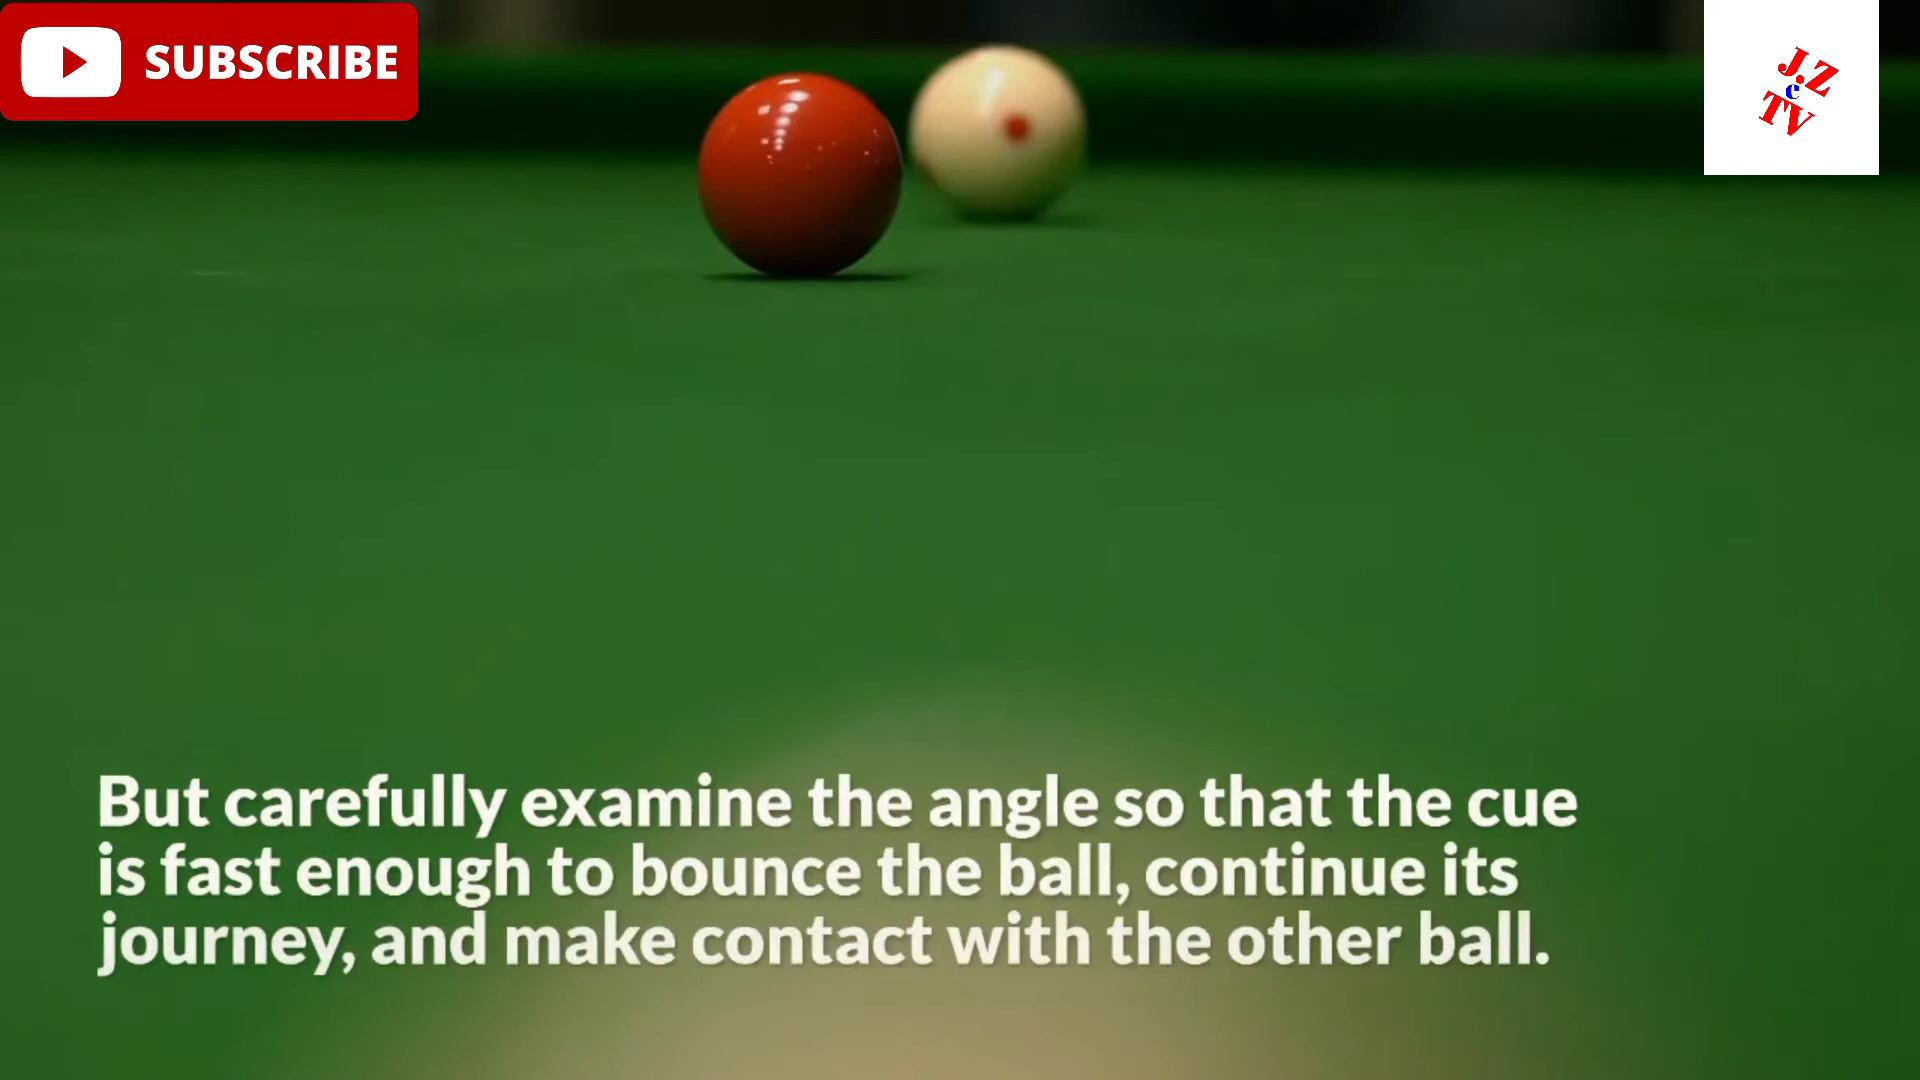 SUBSCRIBE
J.Z
e
TV
But carefully examine the angle so that the cue
is fast enough to bounce the ball, continue its
journey, and make contact with the other ball.